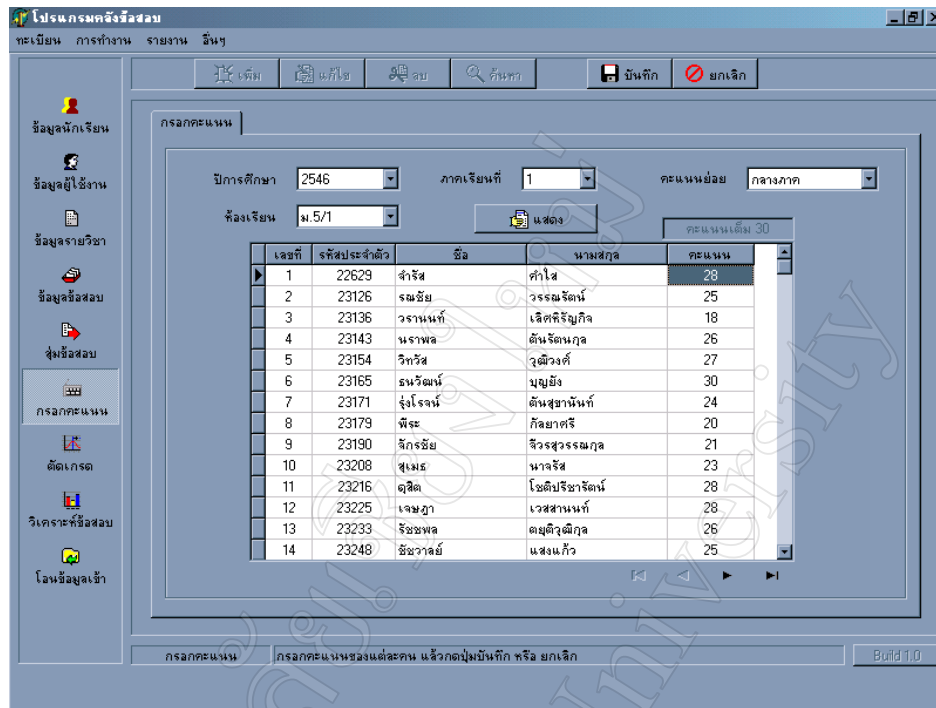 โปรแกรมคลังข้อสอบ
ทะเบียน การทำงาน รายงาน อื่นๆ
เพิ่ม แก้ไข ลบ ค้นหา บันทึก ยกเลิก
ข้อมูลนักเรียน
ข้อมูลผู้ใช้งาน
ข้อมูลรายวิชา
ข้อมูลข้อสอบ
สุ่มข้อสอบ
กรอกคะแนน
ตัดเกรด
วิเคราะห์ข้อสอบ
โอนข้อมูลเข้า
กรอกคะแนน
ปีการศึกษา 2546 ภาคเรียนที่ 1 คะแนนย่อย กลางภาค
ห้องเรียน ม.5/1 แสดง คะแนนเต็ม 30
เลขที่ รหัสประจำตัว ชื่อ นามสกุล คะแนน
1 22629 จำรัส คำใส 28
2 23126 รณชัย วรรณรัตน์ 25
3 23136 วรานนท์ เลิศหิรัญกิจ 18
4 23143 นราพล ตันรัตนกุล 26
5 23154 วิทวัส วุฒิวงศ์ 27
6 23165 ธนวัฒน์ บุญยัง 30
7 23171 รุ่งโรจน์ ตันสุขานันท์ 24
8 23179 พีระ กัลยาศรี 20
9 23190 จักรชัย จีวรสุวรรณกุล 21
10 23208 สุเมธ นาจรัส 23
11 23216 ดุสิต โชติปรีชารัตน์ 28
12 23225 เจษฎา เวสสานนท์ 28
13 23233 รัชชพล ตยุติวุฒิกุล 26
14 23248 ชัชวาลย์ แสงแก้ว 25
กรอกคะแนน กรอกคะแนนของแต่ละคน แล้วกดปุ่มบันทึก หรือ ยกเลิก Build 1.0